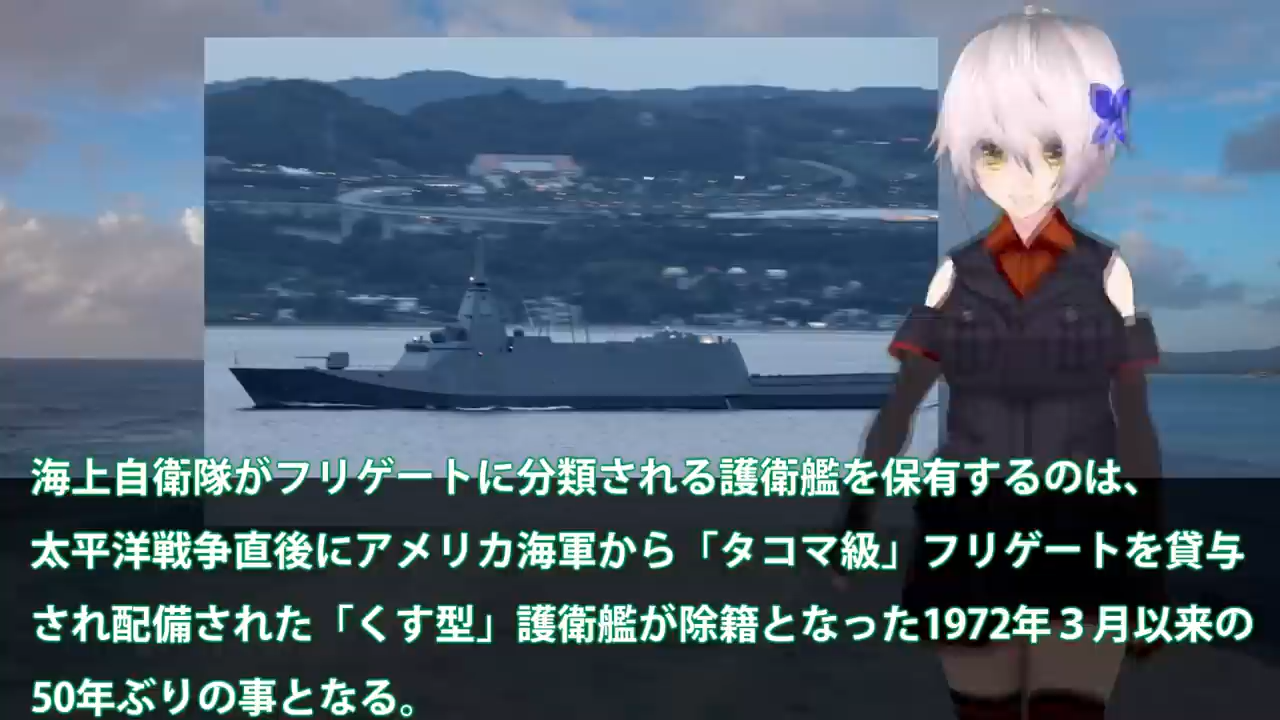 海上自衛隊がフリゲートに分類される護衛艦を保有するのは、
太平洋戦争直後にアメリカ海軍から「タコマ級」フリゲートを貸与
され配備された「くす型」護衛艦が除籍となった1972年３月以来の
50年ぶりの事となる。